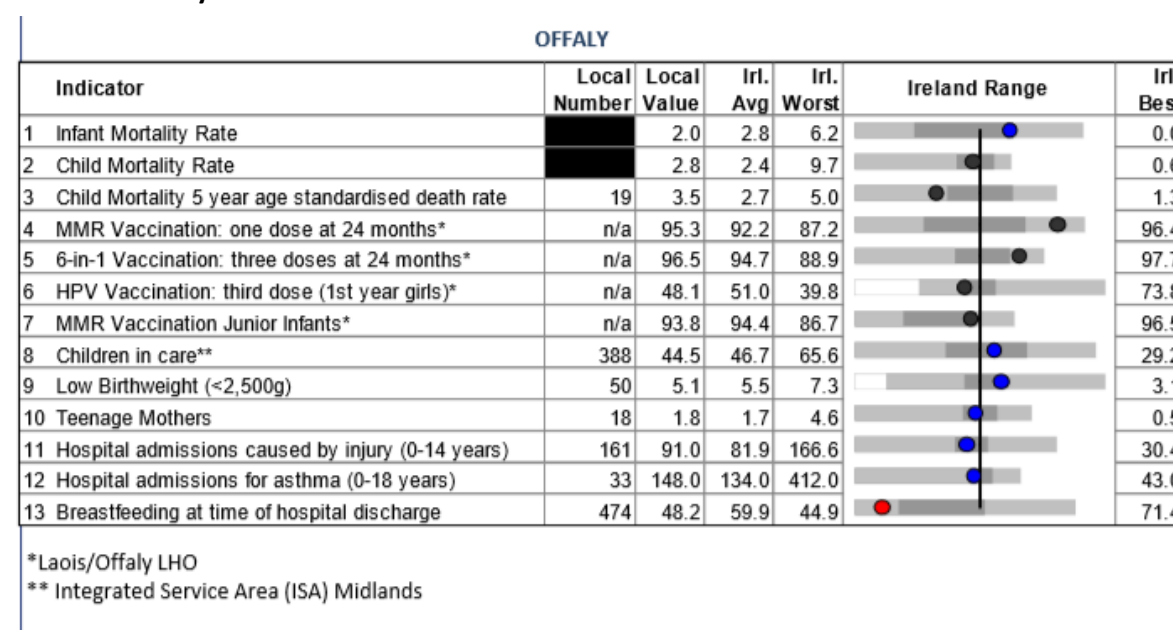 OFFALY
Indicator Local Number Local Value Irl. Avg Irl. Worst Ireland Range
1 Infant Mortality Rate 2.0 2.8 6.2
2 Child Mortality Rate 2.8 2.4 9.7
3 Child Mortality 5 year age standardised death rate 19 3.5 2.7 5.0
4 MMR Vaccination: one dose at 24 months* n/a 95.3 92.2 87.2
5 6-in-1 Vaccination: three doses at 24 months* n/a 96.5 94.7 88.9
6 HPV Vaccination: third dose (1st year girls)* n/a 48.1 51.0 39.8
7 MMR Vaccination Junior Infants* n/a 93.8 94.4 86.7
8 Children in care** 388 44.5 46.7 65.6
9 Low Birthweight (<2,500g) 50 5.1 5.5 7.3
10 Teenage Mothers 18 1.8 1.7 4.6
11 Hospital admissions caused by injury (0-14 years) 161 91.0 81.9 166.6
12 Hospital admissions for asthma (0-18 years) 33 148.0 134.0 412.0
13 Breastfeeding at time of hospital discharge 474 48.2 59.9 44.9
*Laois/Offaly LHO
** Integrated Service Area (ISA) Midlands